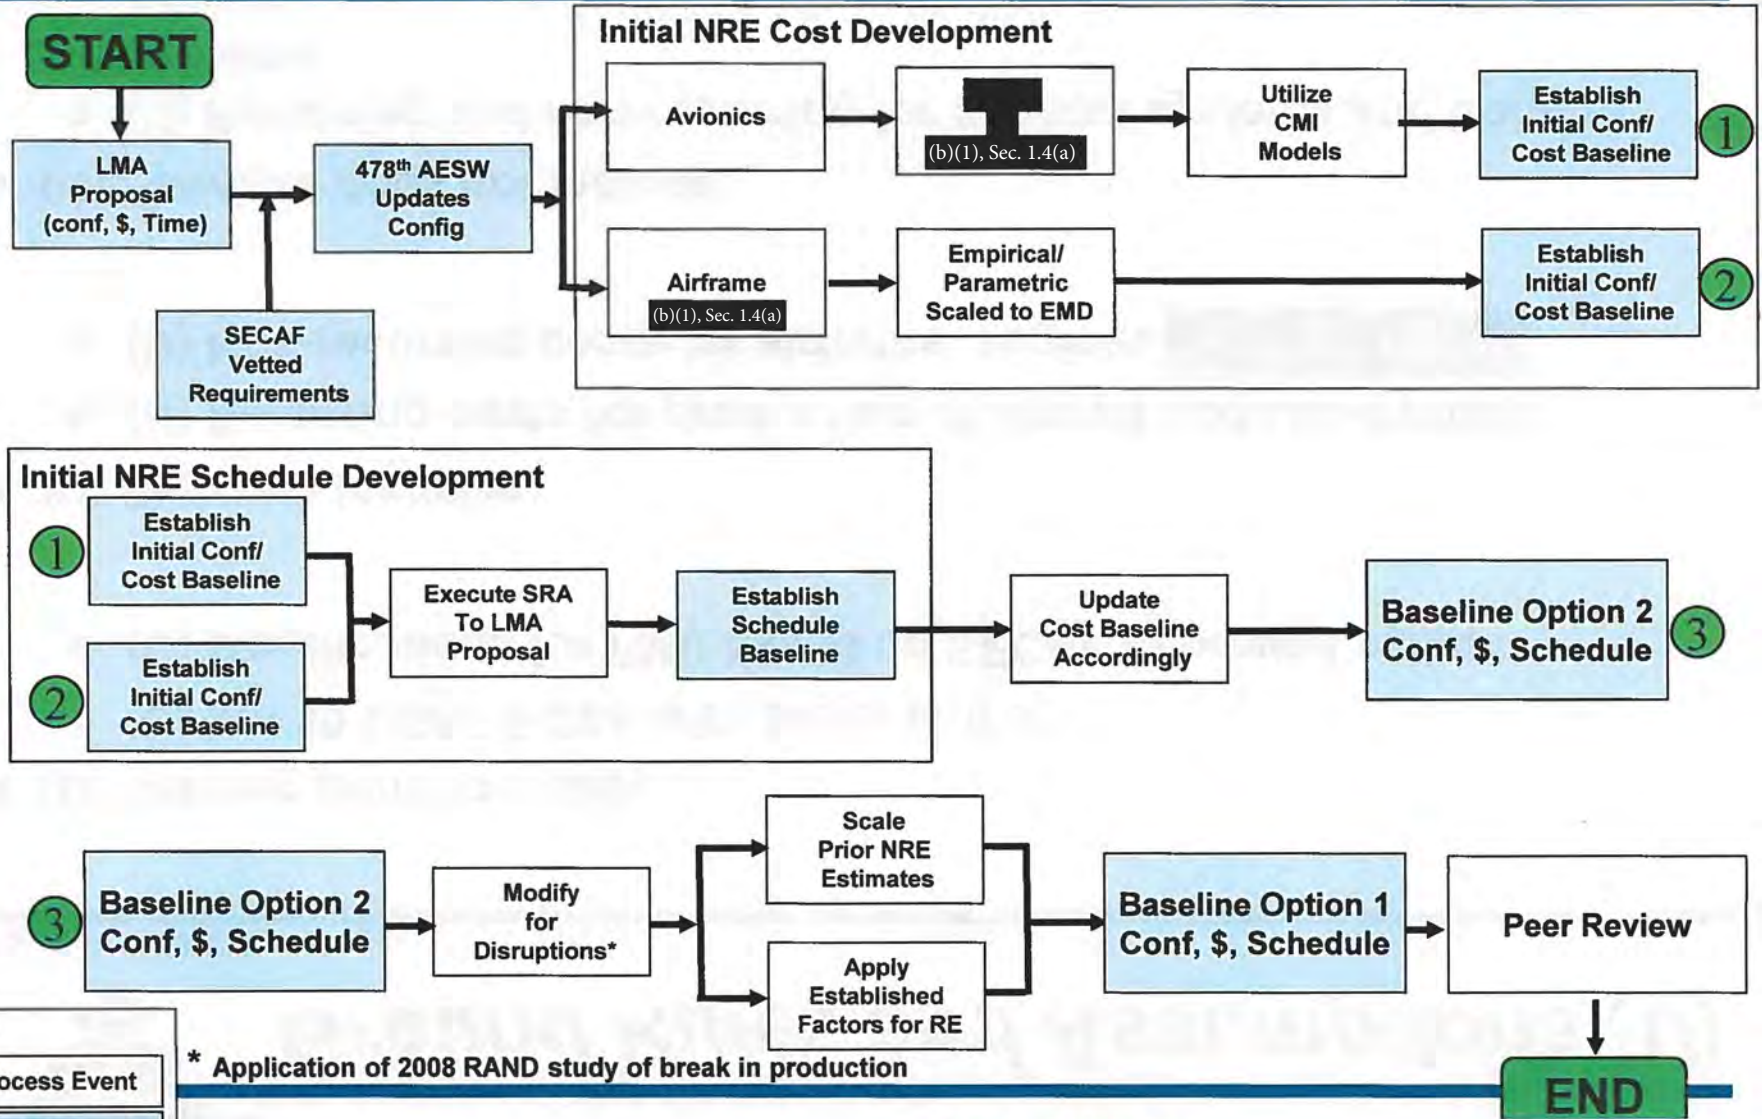 START
LMA
Proposal
(conf, $, Time)
SECAF
Vetted
Requirements
478th AESW
Updates
Config
Initial NRE Cost Development
Avionics
(b)(1), Sec. 1.4(a)
Utilize
CMI
Models
Establish
Initial Conf/
Cost Baseline
1
Airframe
(b)(1), Sec. 1.4(a)
Empirical/
Parametric
Scaled to EMD
Establish
Initial Conf/
Cost Baseline
2
Initial NRE Schedule Development
1
Establish
Initial Conf/
Cost Baseline
2
Establish
Initial Conf/
Cost Baseline
Execute SRA
To LMA
Proposal
Establish
Schedule
Baseline
Update
Cost Baseline
Accordingly
Baseline Option 2
Conf, $, Schedule
3
3
Baseline Option 2
Conf, $, Schedule
Modify
for
Disruptions*
Scale
Prior NRE
Estimates
Apply
Established
Factors for RE
Baseline Option 1
Conf, $, Schedule
Peer Review
END
ocess Event
* Application of 2008 RAND study of break in production